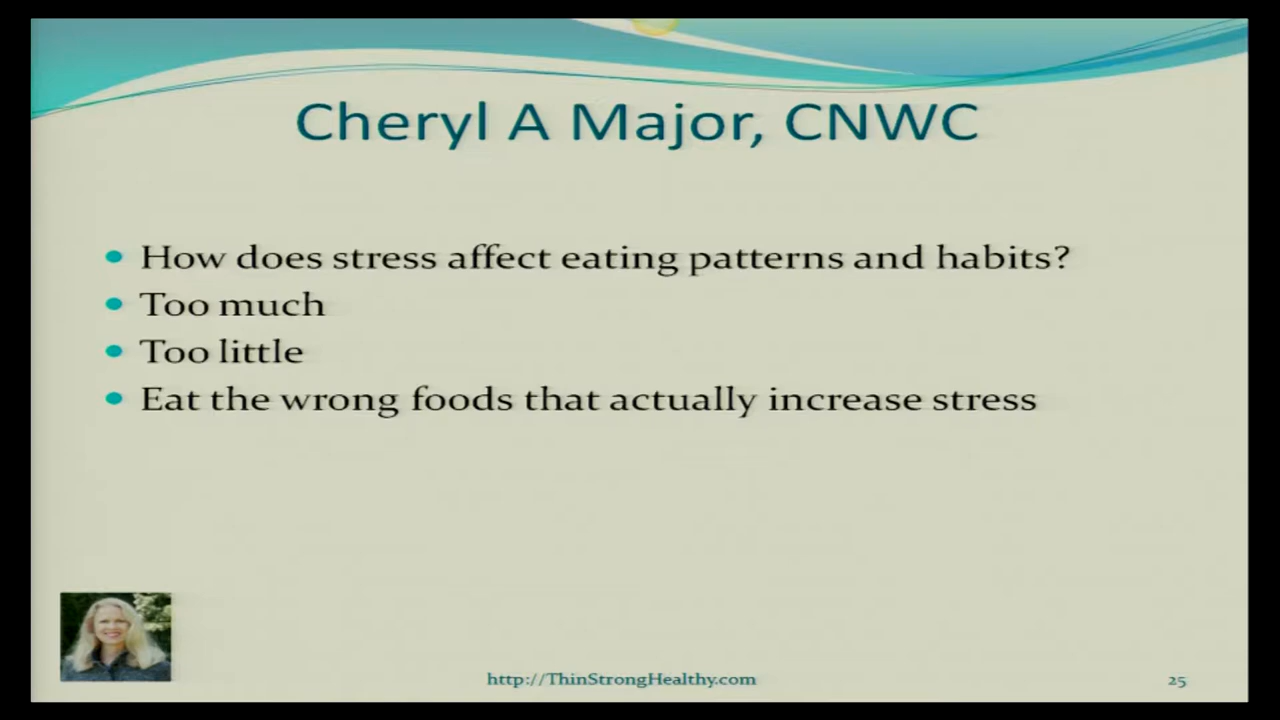 Cheryl A Major, CNWC
How does stress affect eating patterns and habits?
Too much
Too little
Eat the wrong foods that actually increase stress
http://ThinStrongHealthy.com
25